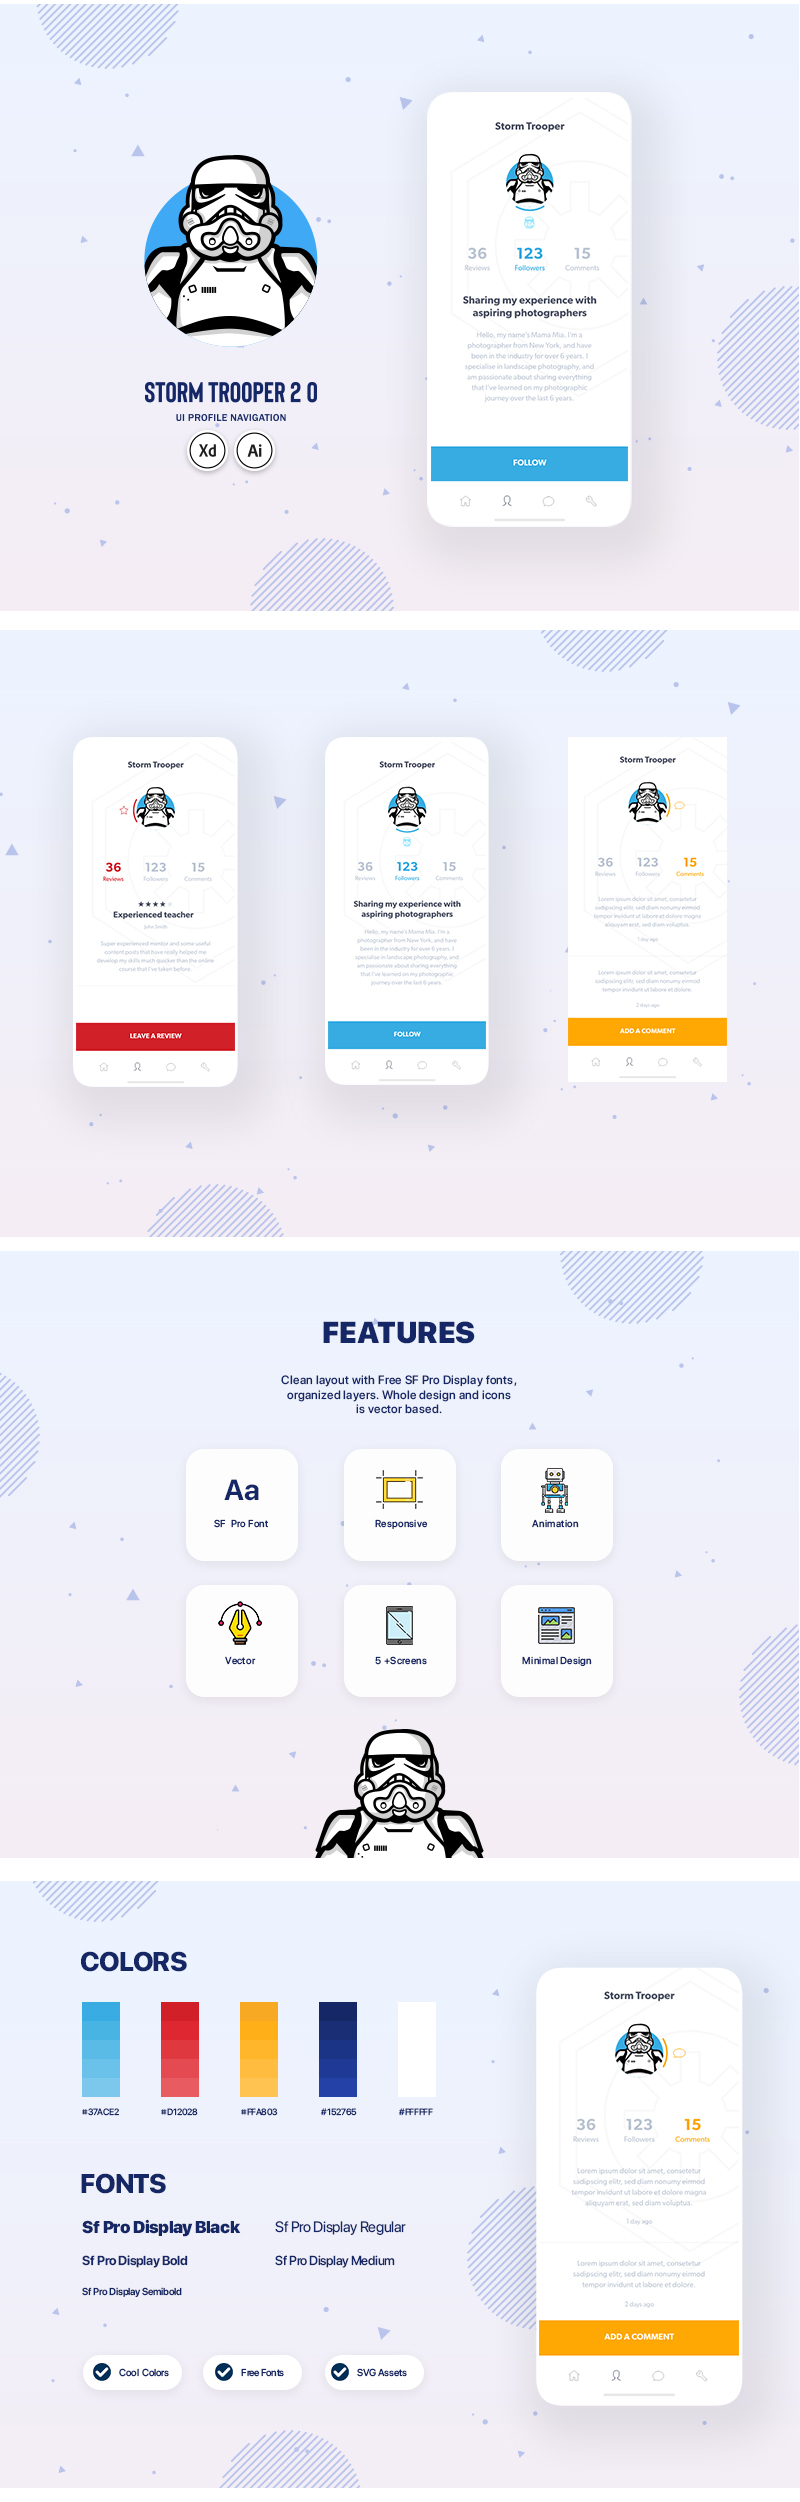 STORM TROOPER 2 0
UI PROFILE NAVIGATION
Xd
Ai
Storm Trooper
36
123
15
Reviews
Followers
Comments
Sharing my experience with
aspiring photographers
Hello, my name's Mama Mia. I'm a
photographer from New York, and have
been in the industry for over 6 years. I
specialise in landscape photography, and
am passionate about sharing everything
that I've learned on my photographic
journey over the last 6 years.
FOLLOW
Storm Trooper
36
123
15
Reviews
Followers
Comments
Experienced teacher
John Smith
Super experienced mentor and some useful
content posts that have really helped me
develop my skills much quicker than the online
course that I've taken before.
LEAVE A REVIEW
Storm Trooper
36
123
15
Reviews
Followers
Comments
Sharing my experience with
aspiring photographers
Hello, my name's Mama Mia. I'm a
photographer from New York, and have
been in the industry for over 6 years. I
specialise in landscape photography, and
am passionate about sharing everything
that I've learned on my photographic
journey over the last 6 years.
FOLLOW
Storm Trooper
36
123
15
Reviews
Followers
Comments
Lorem ipsum dolor sit amet, consetetur
sadipscing elitr, sed diam nonumy eirmod
tempor invidunt ut labore et dolore magna
aliquyam erat, sed diam voluptua.
1 day ago
Lorem ipsum dolor sit amet, consetetur
sadipscing elitr, sed diam nonumy eirmod
tempor invidunt ut labore et dolore.
2 days ago
ADD A COMMENT
FEATURES
Clean layout with Free SF Pro Display fonts,
organized layers. Whole design and icons
is vector based.
Aa
SF Pro Font
Responsive
Animation
Vector
5 +Screens
Minimal Design
COLORS
#37ACE2
#D12028
#FFA803
#152765
#FFFFFF
FONTS
Sf Pro Display Black
Sf Pro Display Regular
Sf Pro Display Bold
Sf Pro Display Medium
Sf Pro Display Semibold
Cool Colors
Free Fonts
SVG Assets
Storm Trooper
36
123
15
Reviews
Followers
Comments
Lorem ipsum dolor sit amet, consetetur
sadipscing elitr, sed diam nonumy eirmod
tempor invidunt ut labore et dolore magna
aliquyam erat, sed diam voluptua.
1 day ago
Lorem ipsum dolor sit amet, consetetur
sadipscing elitr, sed diam nonumy eirmod
tempor invidunt ut labore et dolore.
2 days ago
ADD A COMMENT